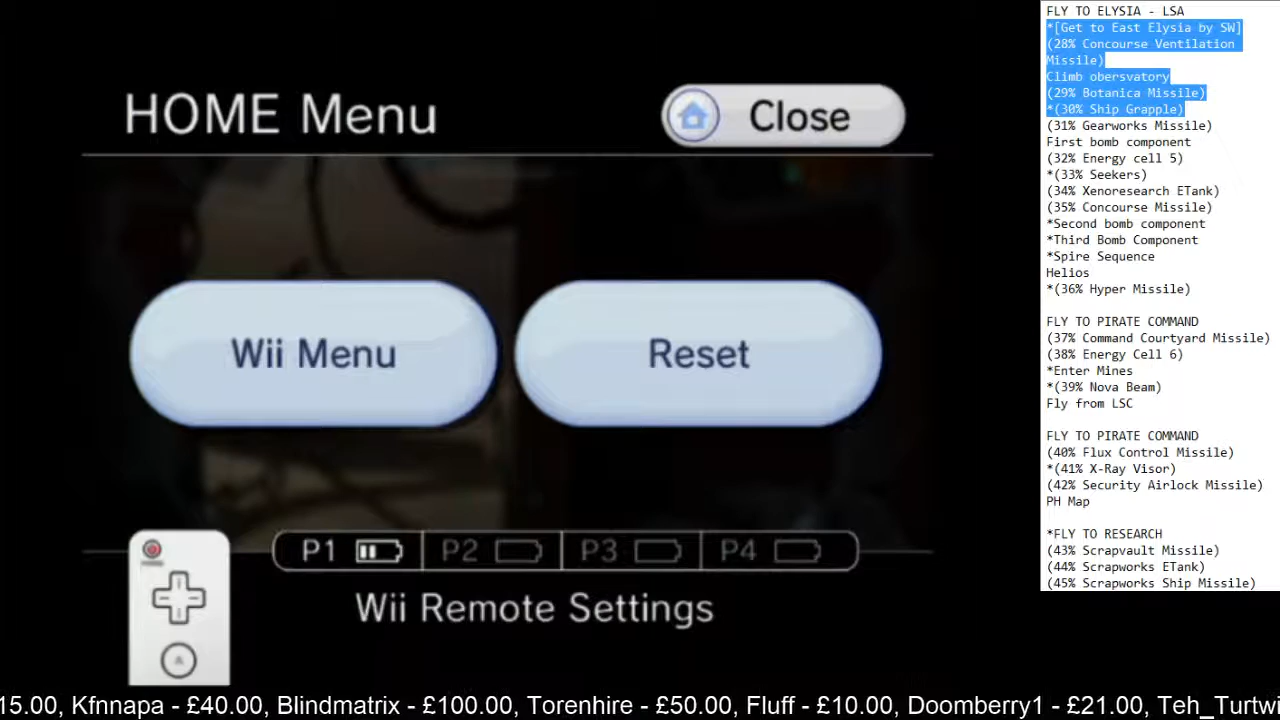 HOME Menu
Close
Wii Menu
Reset
P1
P2
P3
P4
Wii Remote Settings
FLY TO ELYSIA - LSA
*[Get to East Elysia by SW]
(28% Concourse Ventilation
Missile)
Climb obersvatory
(29% Botanica Missile)
*(30% Ship Grapple)
(31% Gearworks Missile)
First bomb component
(32% Energy cell 5)
*(33% Seekers)
(34% Xenoresearch ETank)
(35% Concourse Missile)
*Second bomb component
*Third Bomb Component
*Spire Sequence
Helios
*(36% Hyper Missile)
FLY TO PIRATE COMMAND
(37% Command Courtyard Missile)
(38% Energy Cell 6)
*Enter Mines
*(39% Nova Beam)
Fly from LSC
FLY TO PIRATE COMMAND
(40% Flux Control Missile)
*(41% X-Ray Visor)
(42% Security Airlock Missile)
PH Map
*FLY TO RESEARCH
(43% Scrapvault Missile)
(44% Scrapworks ETank)
(45% Scrapworks Ship Missile)
15.00, Kfnnapa - £40.00, Blindmatrix - £100.00, Torenhire - £50.00, Fluff - £10.00, Doomberry1 - £21.00, Teh_Turtwi